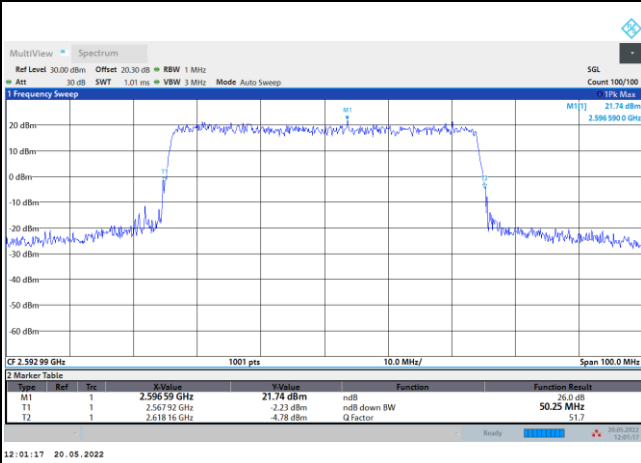 MultiView Spectrum
Ref Level 30.00 dBm Offset 20.30 dB RBW 1 MHz SGL
Att 30 dB SWT 1.01 ms VBW 3 MHz Mode Auto Sweep Count 100/100
1 Frequency Sweep 1Pk Max
M1[1] 21.74 dBm
2.596 590 0 GHz
M1
20 dBm
10 dBm
T1
0 dBm
T2
-10 dBm
-20 dBm
-30 dBm
-40 dBm
-50 dBm
-60 dBm
CF 2.592 99 GHz 1001 pts 10.0 MHz/ Span 100.0 MHz
2 Marker Table
Type Ref Trc X-Value Y-Value Function Function Result
M1 1 2.596 59 GHz 21.74 dBm ndB 26.0 dB
T1 1 2.567 92 GHz -2.23 dBm ndB down BW 50.25 MHz
T2 1 2.618 16 GHz -4.78 dBm Q Factor 51.7
Ready 20.05.2022
12:01:17
12:01:17 20.05.2022